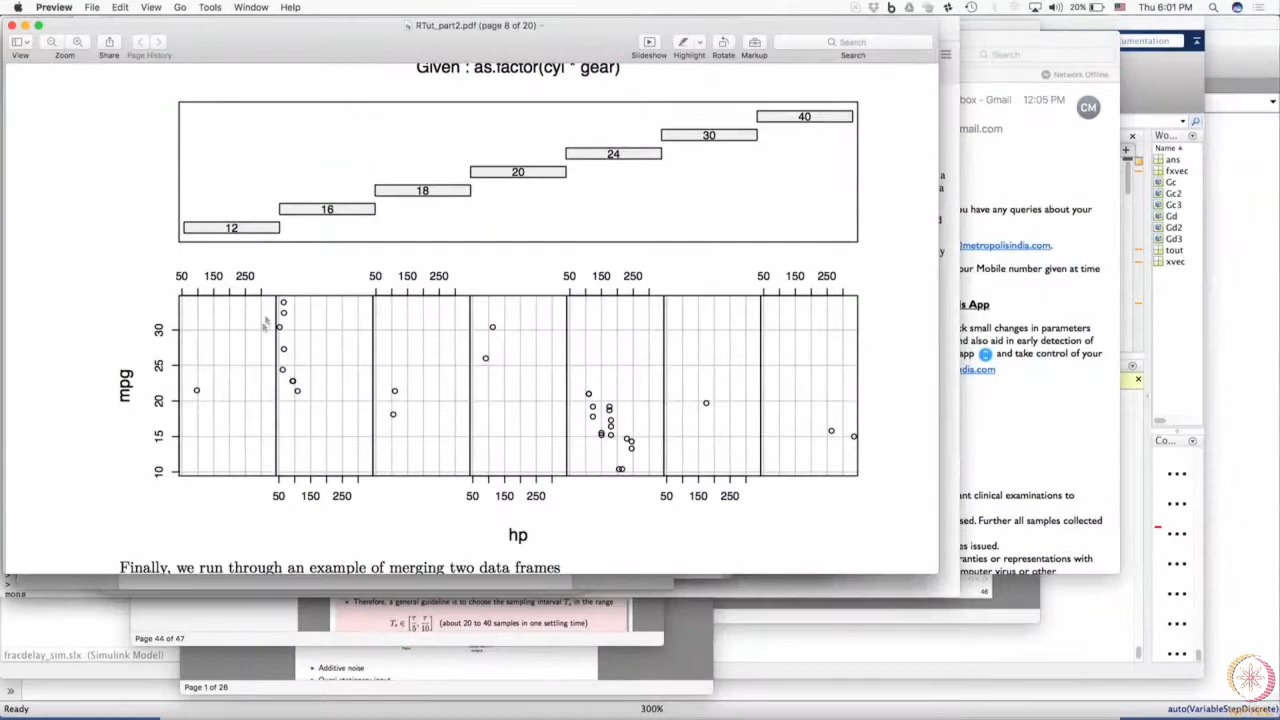 Preview File Edit View Go Tools Window Help
20% Thu 6:01 PM
RTut_part2.pdf (page 8 of 20)
View Zoom Share Page History Slideshow Highlight Rotate Markup Search
Search
Given : as.factor(cyl * gear)
40
30
24
20
18
16
12
50 150 250 50 150 250 50 150 250 50 150 250
mpg
30
25
20
15
10
50 150 250 50 150 250 50 150 250
hp
Finally, we run through an example of merging two data frames
umentation
Search
Network Offline
box - Gmail 12:05 PM
CM
mail.com
a
a
d
y
ou have any queries about your
@metropolisindia.com.
our Mobile number given at time
is App
ck small changes in parameters
nd also aid in early detection of
app and take control of your
dia.com
ant clinical examinations to
sed. Further all samples collected
es issued.
ranties or representations with
omputer virus or other
46
Wo...
Name
ans
fxvec
Gc
Gc2
Gc3
Gd
Gd2
Gd3
tout
xvec
Co...
>
mone
Therefore, a general guideline is to choose the sampling interval Ts in the range
(about 20 to 40 samples in one settling time)
Page 44 of 47
fracdelay_sim.slx (Simulink Model)
Additive noise
Page 1 of 26
»
Ready 300% auto(VariableStepDiscrete)